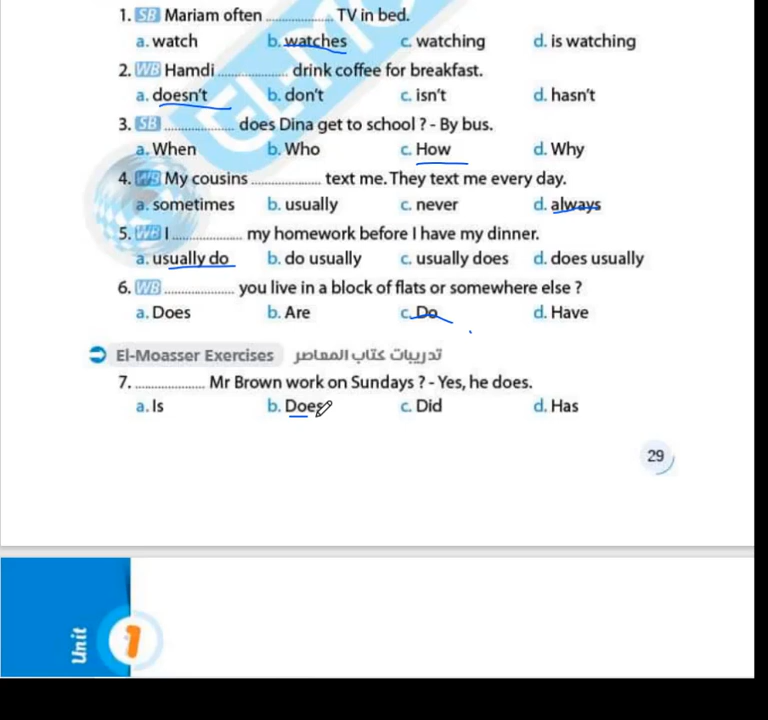 1. SB Mariam often .................. TV in bed.
a. watch b. watches c. watching d. is watching
2. WB Hamdi .................. drink coffee for breakfast.
a. doesn't b. don't c. isn't d. hasn't
3. SB .................. does Dina get to school ? - By bus.
a. When b. Who c. How d. Why
4. WB My cousins .................. text me. They text me every day.
a. sometimes b. usually c. never d. always
5. WB I .................. my homework before I have my dinner.
a. usually do b. do usually c. usually does d. does usually
6. WB .................. you live in a block of flats or somewhere else ?
a. Does b. Are c. Do d. Have
El-Moasser Exercises تدريبات كتاب المعاصر
7. .................. Mr Brown work on Sundays ? - Yes, he does.
a. Is b. Does c. Did d. Has
29
Unit 1